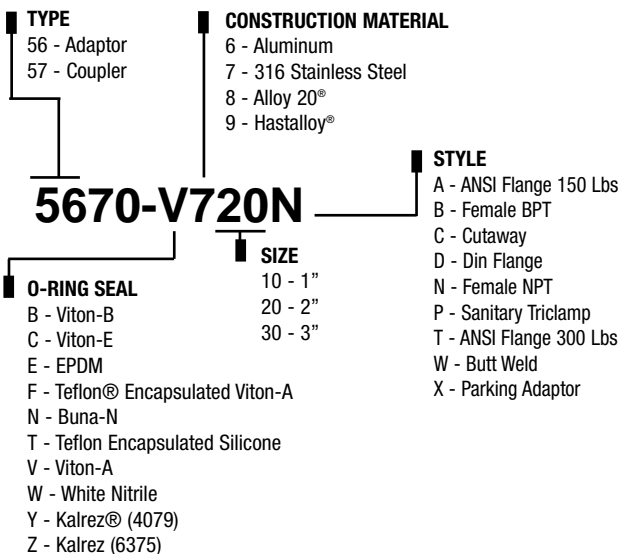 TYPE
56 - Adaptor
57 - Coupler
CONSTRUCTION MATERIAL
6 - Aluminum
7 - 316 Stainless Steel
8 - Alloy 20®
9 - Hastalloy®
5670-V720N
STYLE
A - ANSI Flange 150 Lbs
B - Female BPT
C - Cutaway
D - Din Flange
N - Female NPT
P - Sanitary Triclamp
T - ANSI Flange 300 Lbs
W - Butt Weld
X - Parking Adaptor
SIZE
10 - 1”
20 - 2”
30 - 3”
O-RING SEAL
B - Viton-B
C - Viton-E
E - EPDM
F - Teflon® Encapsulated Viton-A
N - Buna-N
T - Teflon Encapsulated Silicone
V - Viton-A
W - White Nitrile
Y - Kalrez® (4079)
Z - Kalrez (6375)